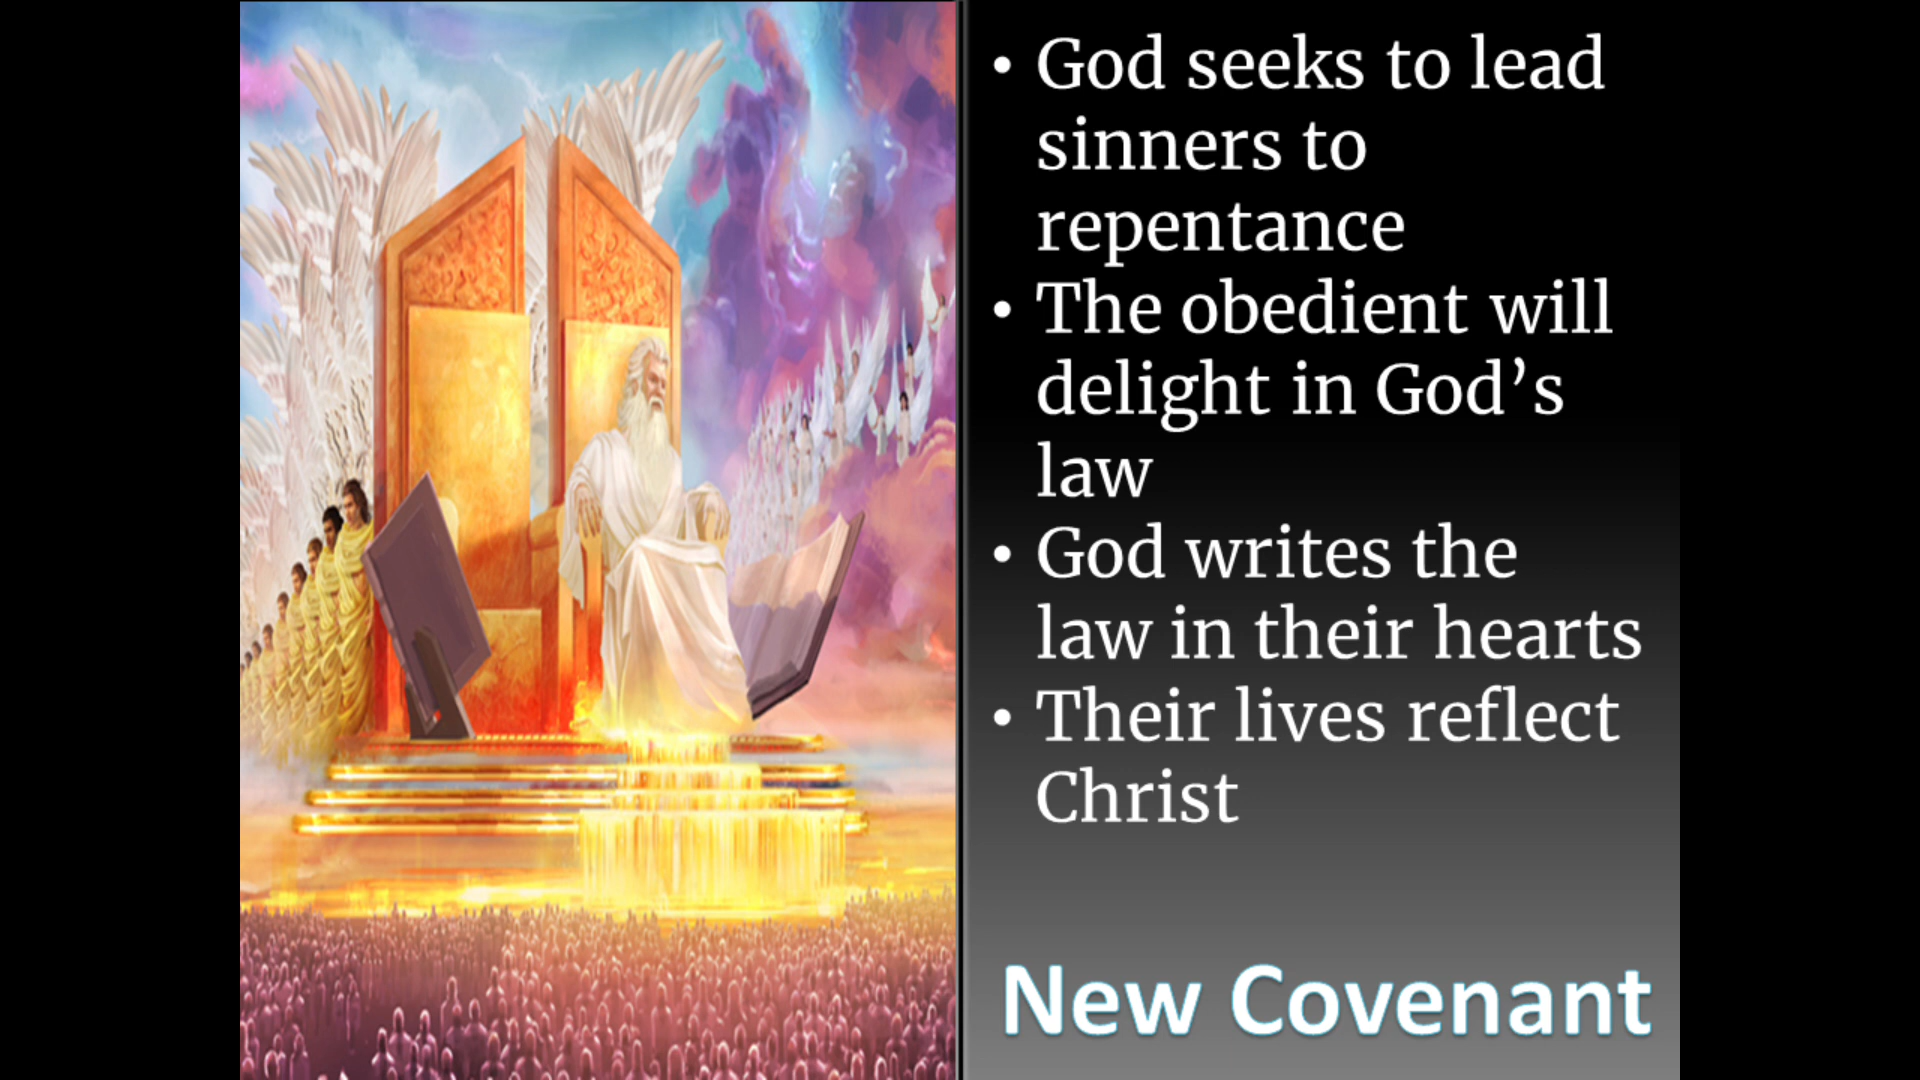 • God seeks to lead
sinners to
repentance
• The obedient will
delight in God’s
law
• God writes the
law in their hearts
• Their lives reflect
Christ
New Covenant